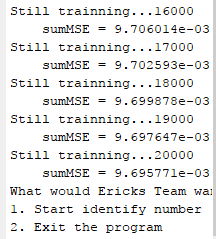 Still trainning...16000
sumMSE = 9.706014e-03
Still trainning...17000
sumMSE = 9.702593e-03
Still trainning...18000
sumMSE = 9.699878e-03
Still trainning...19000
sumMSE = 9.697647e-03
Still trainning...20000
sumMSE = 9.695771e-03
What would Ericks Team
1. Start identify number
2. Exit the program